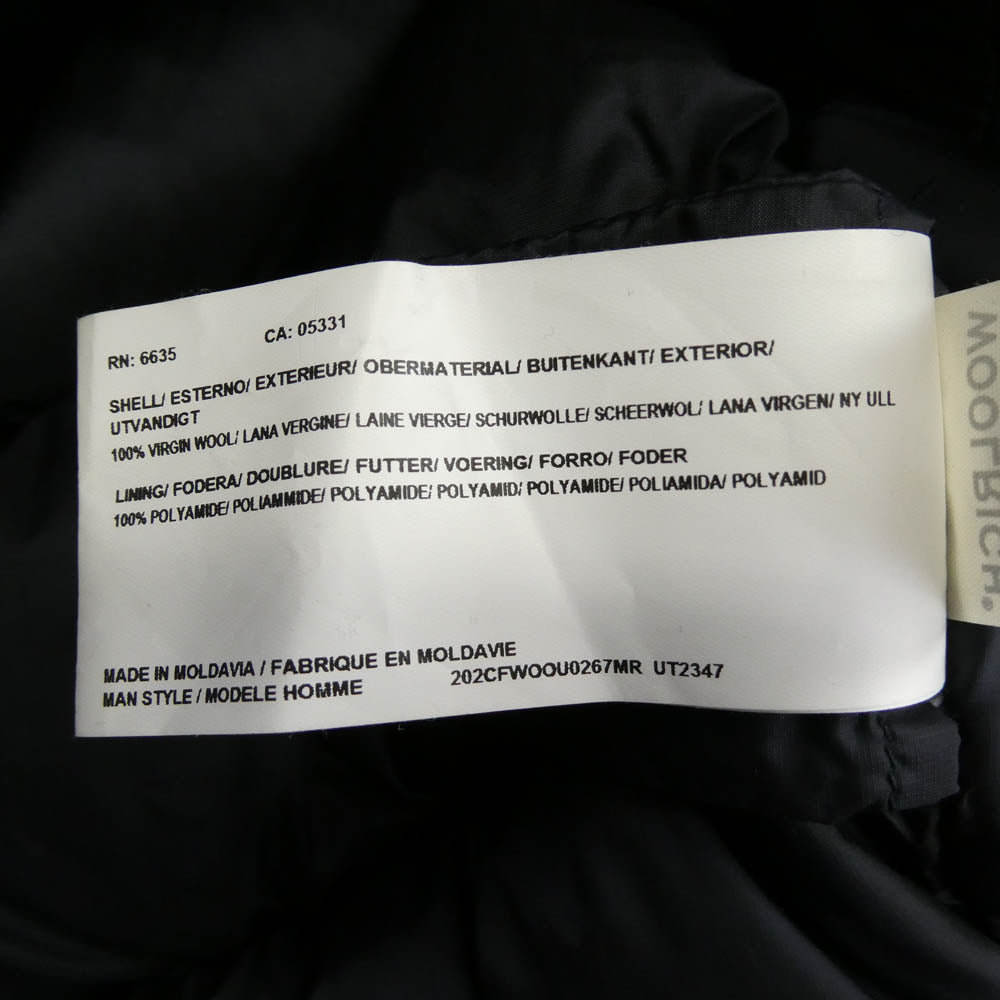 RN: 6635 CA: 05331
SHELL/ ESTERNO/ EXTERIEUR/ OBERMATERIAL/ BUITENKANT/ EXTERIOR/
UTVANDIGT
100% VIRGIN WOOL/ LANA VERGINE/ LAINE VIERGE/ SCHURWOLLE/ SCHEERWOL/ LANA VIRGEN/ NY ULL
LINING/ FODERA/ DOUBLURE/ FUTTER/ VOERING/ FORRO/ FODER
100% POLYAMIDE/ POLIAMMIDE/ POLYAMIDE/ POLYAMID/ POLYAMIDE/ POLIAMIDA/ POLYAMID
MADE IN MOLDAVIA / FABRIQUE EN MOLDAVIE
MAN STYLE / MODELE HOMME 202CFWOOU0267MR UT2347